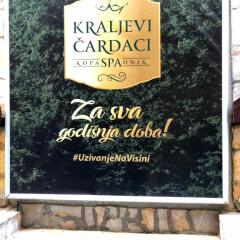 KRALJEVI
ČARDACI
KOPASPAONIK
Za sva
godišnja doba!
#UzivanjeNaVisini